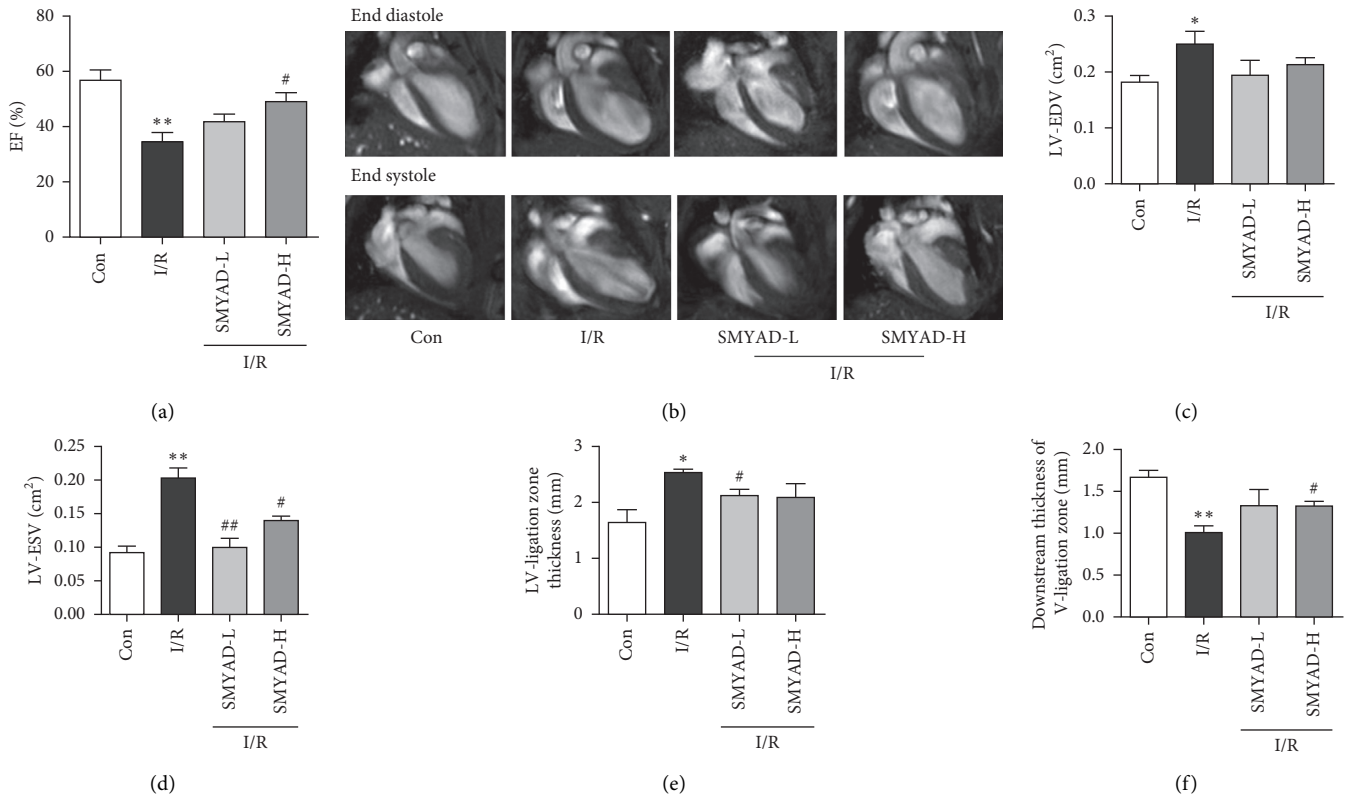 80
60
40
20
0
EF (%)
**
#
Con
I/R
SMYAD-L
SMYAD-H
I/R
(a)
End diastole
End systole
Con
I/R
SMYAD-L
SMYAD-H
I/R
(b)
0.3
0.2
0.1
0.0
LV-EDV (cm²)
*
Con
I/R
SMYAD-L
SMYAD-H
I/R
(c)
0.25
0.20
0.15
0.10
0.05
0.00
LV-ESV (cm²)
**
##
#
Con
I/R
SMYAD-L
SMYAD-H
I/R
(d)
3
2
1
0
LV-ligation zone
thickness (mm)
*
#
Con
I/R
SMYAD-L
SMYAD-H
I/R
(e)
2.0
1.5
1.0
0.5
0.0
Downstream thickness of
V-ligation zone (mm)
**
#
Con
I/R
SMYAD-L
SMYAD-H
I/R
(f)